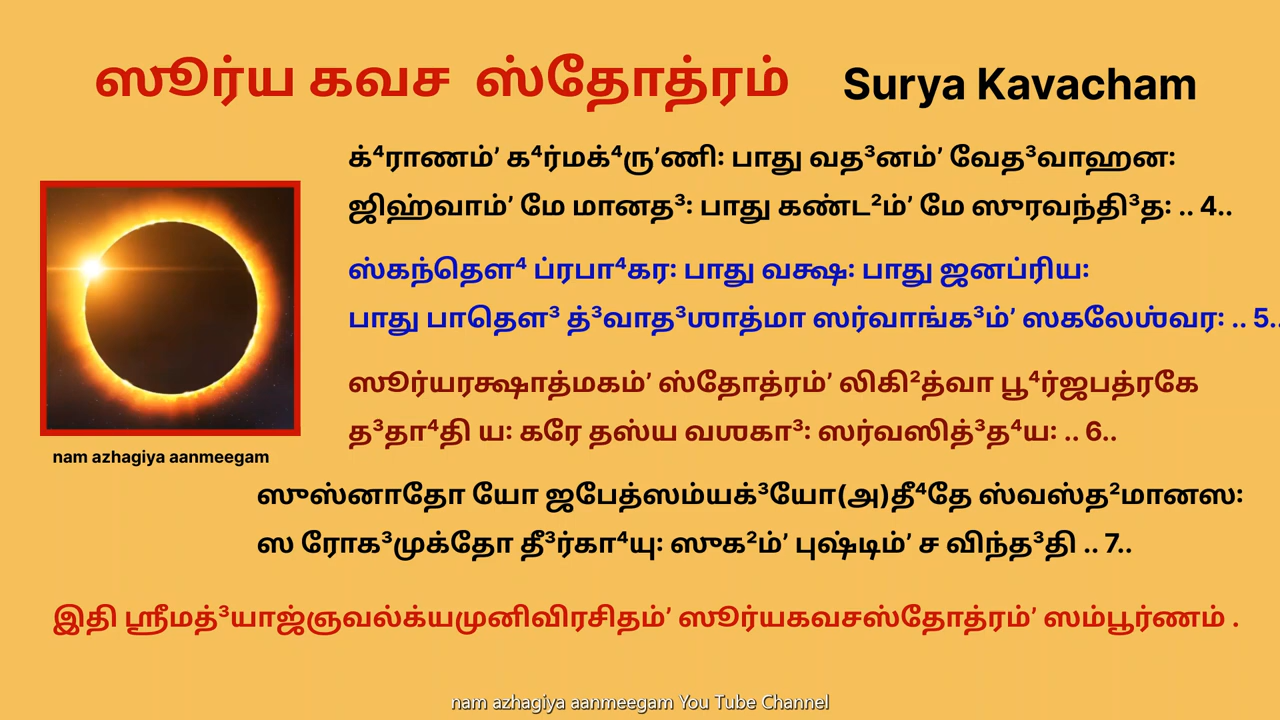 ஸூர்ய கவச ஸ்தோத்ரம் Surya Kavacham
க்⁴ராணம்ʼ க⁴ர்மக்⁴ருʼணி꞉ பாது வத³னம்ʼ வேத³வாஹன꞉
ஜிஹ்வாம்ʼ மே மானத³꞉ பாது கண்ட²ம்ʼ மே ஸுரவந்தி³த꞉ .. 4..
ஸ்கந்தௌ⁴ ப்ரபா⁴கர꞉ பாது வக்ஷ꞉ பாது ஜனப்ரிய꞉
பாது பாதௌ³ த்³வாத³ஶாத்மா ஸர்வாங்க³ம்ʼ ஸகலேஶ்வர꞉ .. 5..
ஸூர்யரக்ஷாத்மகம்ʼ ஸ்தோத்ரம்ʼ லிகி²த்வா பூ⁴ர்ஜபத்ரகே
த³தா⁴தி ய꞉ கரே தஸ்ய வஶகா³꞉ ஸர்வஸித்³த⁴ய꞉ .. 6..
nam azhagiya aanmeegam
ஸுஸ்னாதோ யோ ஜபேத்ஸம்யக்³யோ(அ)தீ⁴தே ஸ்வஸ்த²மானஸ꞉
ஸ ரோக³முக்தோ தீ³ர்கா⁴யு꞉ ஸுக²ம்ʼ புஷ்டிம்ʼ ச விந்த³தி .. 7..
இதி ஶ்ரீமத்³யாஜ்ஞவல்க்யமுனிவிரசிதம்ʼ ஸூர்யகவசஸ்தோத்ரம்ʼ ஸம்பூர்ணம் .
nam azhagiya aanmeegam You Tube Channel